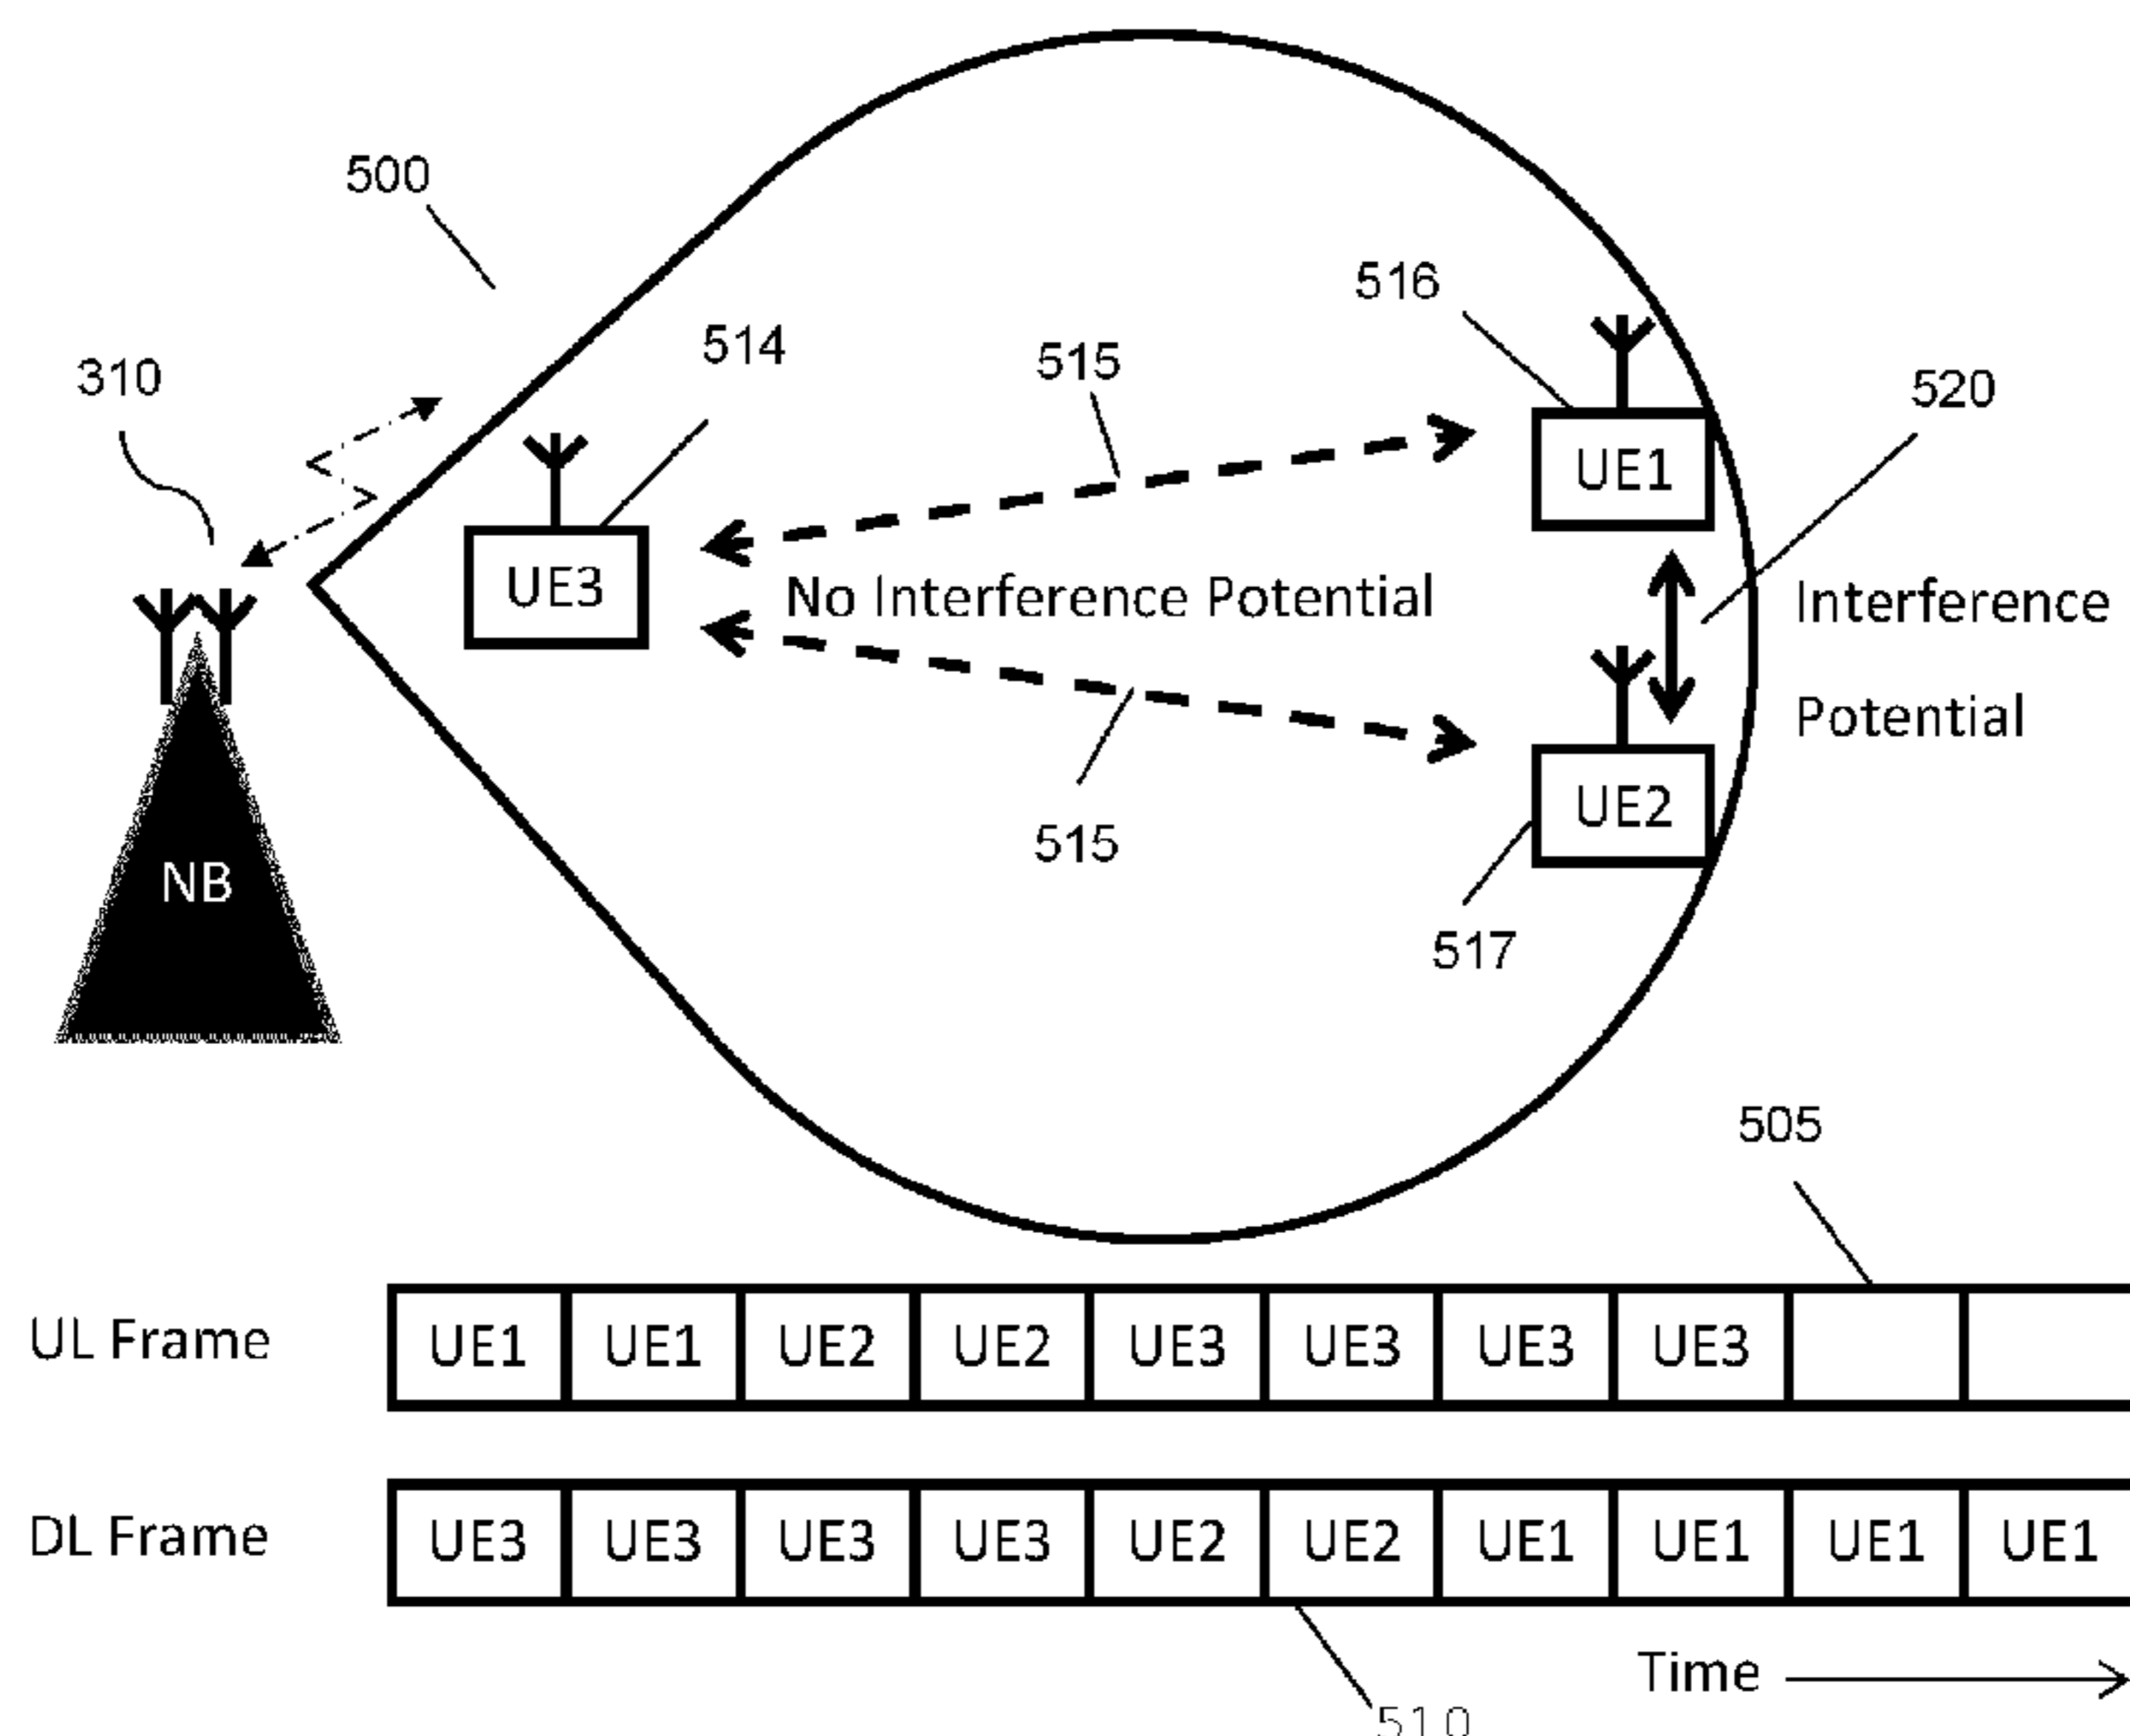 500
310
514
515
516
520
UE1
UE3
No Interference Potential
Interference
Potential
UE2
515
517
NB
505
UL Frame UE1 UE1 UE2 UE2 UE3 UE3 UE3 UE3
DL Frame UE3 UE3 UE3 UE3 UE2 UE2 UE1 UE1 UE1 UE1
Time
510